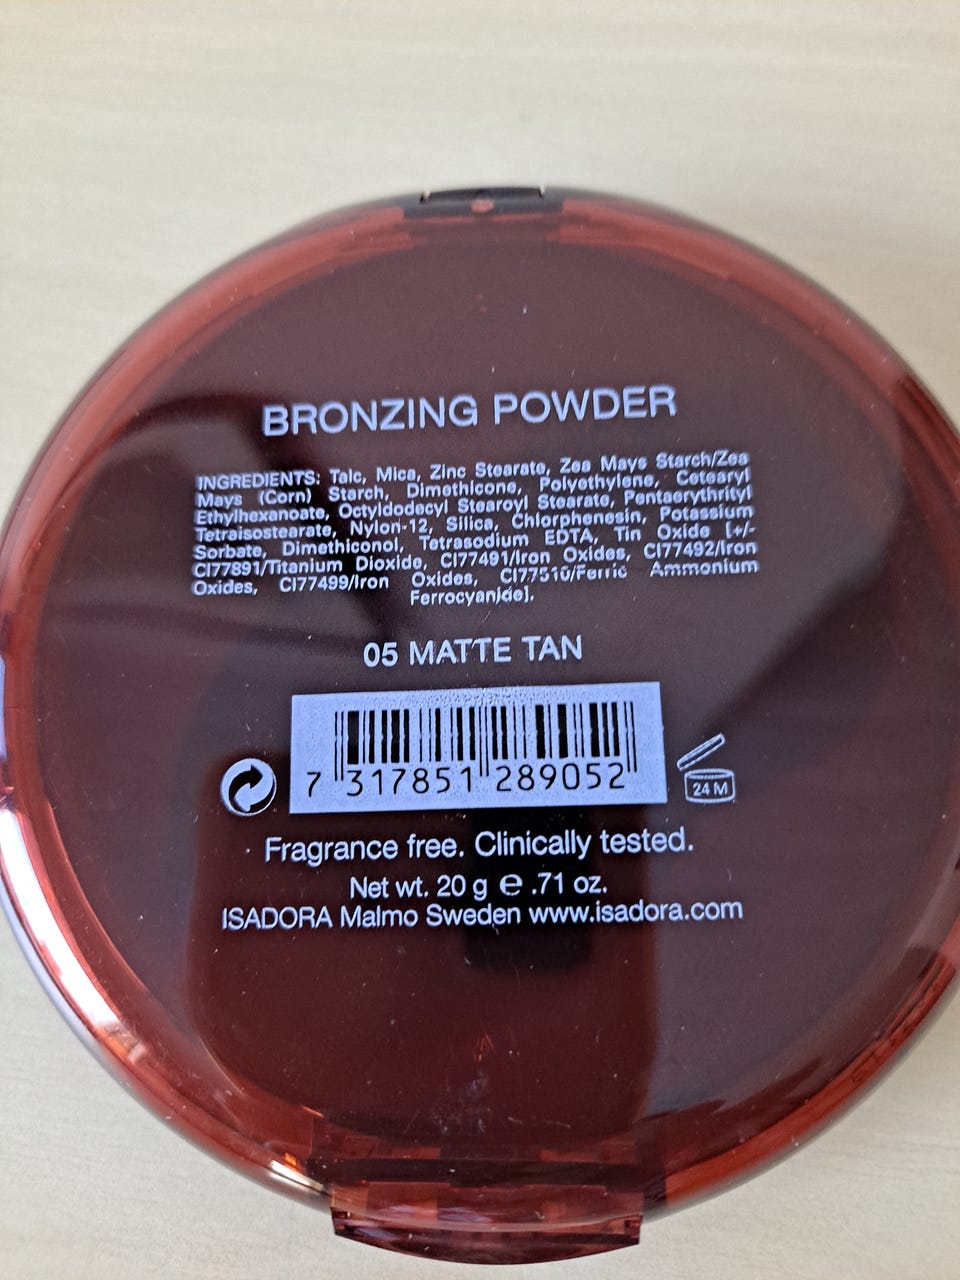 BRONZING POWDER
INGREDIENTS: Talc, Mica, Zinc Stearate, Zea Mays Starch/Zea
Mays (Corn) Starch, Dimethicone, Polyethylene, Cetearyl
Ethylhexanoate, Octyldodecyl Stearoyl Stearate, Pentaerythrityl
Tetraisostearate, Nylon-12, Silica, Chlorphenesin, Potassium
Sorbate, Dimethiconol, Tetrasodium EDTA, Tin Oxide [+/-
CI77891/Titanium Dioxide, CI77491/Iron Oxides, CI77492/Iron
Oxides, CI77499/Iron Oxides, CI77510/Ferric Ammonium
Ferrocyanide].
05 MATTE TAN
7 317851 289052
24 M
Fragrance free. Clinically tested.
Net wt. 20 g e .71 oz.
ISADORA Malmo Sweden www.isadora.com